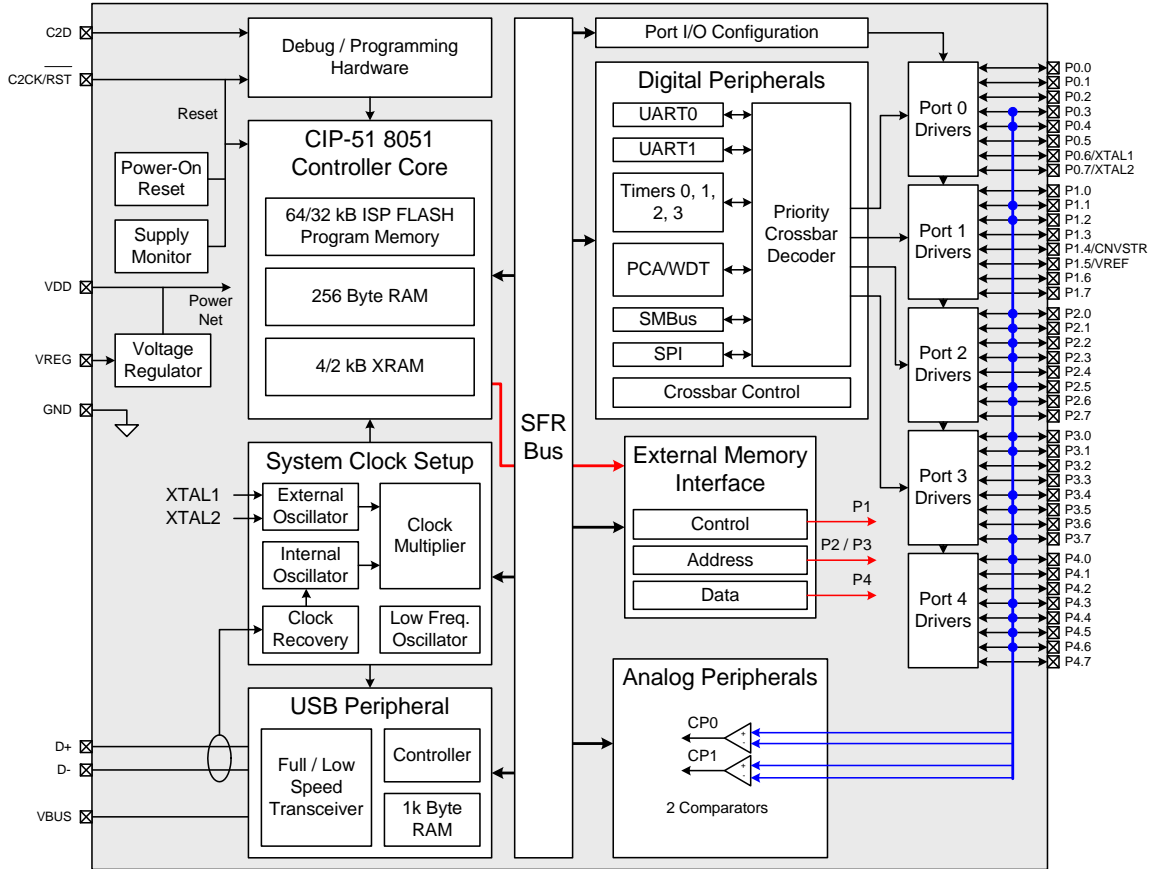 C2D
C2CK/RST
VDD
VREG
GND
D+
D-
VBUS
Reset
Power-On
Reset
Supply
Monitor
Power
Net
Voltage
Regulator
Debug / Programming
Hardware
CIP-51 8051
Controller Core
64/32 kB ISP FLASH
Program Memory
256 Byte RAM
4/2 kB XRAM
System Clock Setup
XTAL1
XTAL2
External
Oscillator
Internal
Oscillator
Clock
Recovery
Clock
Multiplier
Low Freq.
Oscillator
USB Peripheral
Full / Low
Speed
Transceiver
Controller
1k Byte
RAM
SFR
Bus
Port I/O Configuration
Digital Peripherals
UART0
UART1
Timers 0, 1,
2, 3
PCA/WDT
SMBus
SPI
Priority
Crossbar
Decoder
Crossbar Control
External Memory
Interface
Control
Address
Data
P1
P2 / P3
P4
Analog Peripherals
CP0
+
-
CP1
+
-
2 Comparators
Port 0
Drivers
Port 1
Drivers
Port 2
Drivers
Port 3
Drivers
Port 4
Drivers
P0.0
P0.1
P0.2
P0.3
P0.4
P0.5
P0.6/XTAL1
P0.7/XTAL2
P1.0
P1.1
P1.2
P1.3
P1.4/CNVSTR
P1.5/VREF
P1.6
P1.7
P2.0
P2.1
P2.2
P2.3
P2.4
P2.5
P2.6
P2.7
P3.0
P3.1
P3.2
P3.3
P3.4
P3.5
P3.6
P3.7
P4.0
P4.1
P4.2
P4.3
P4.4
P4.5
P4.6
P4.7